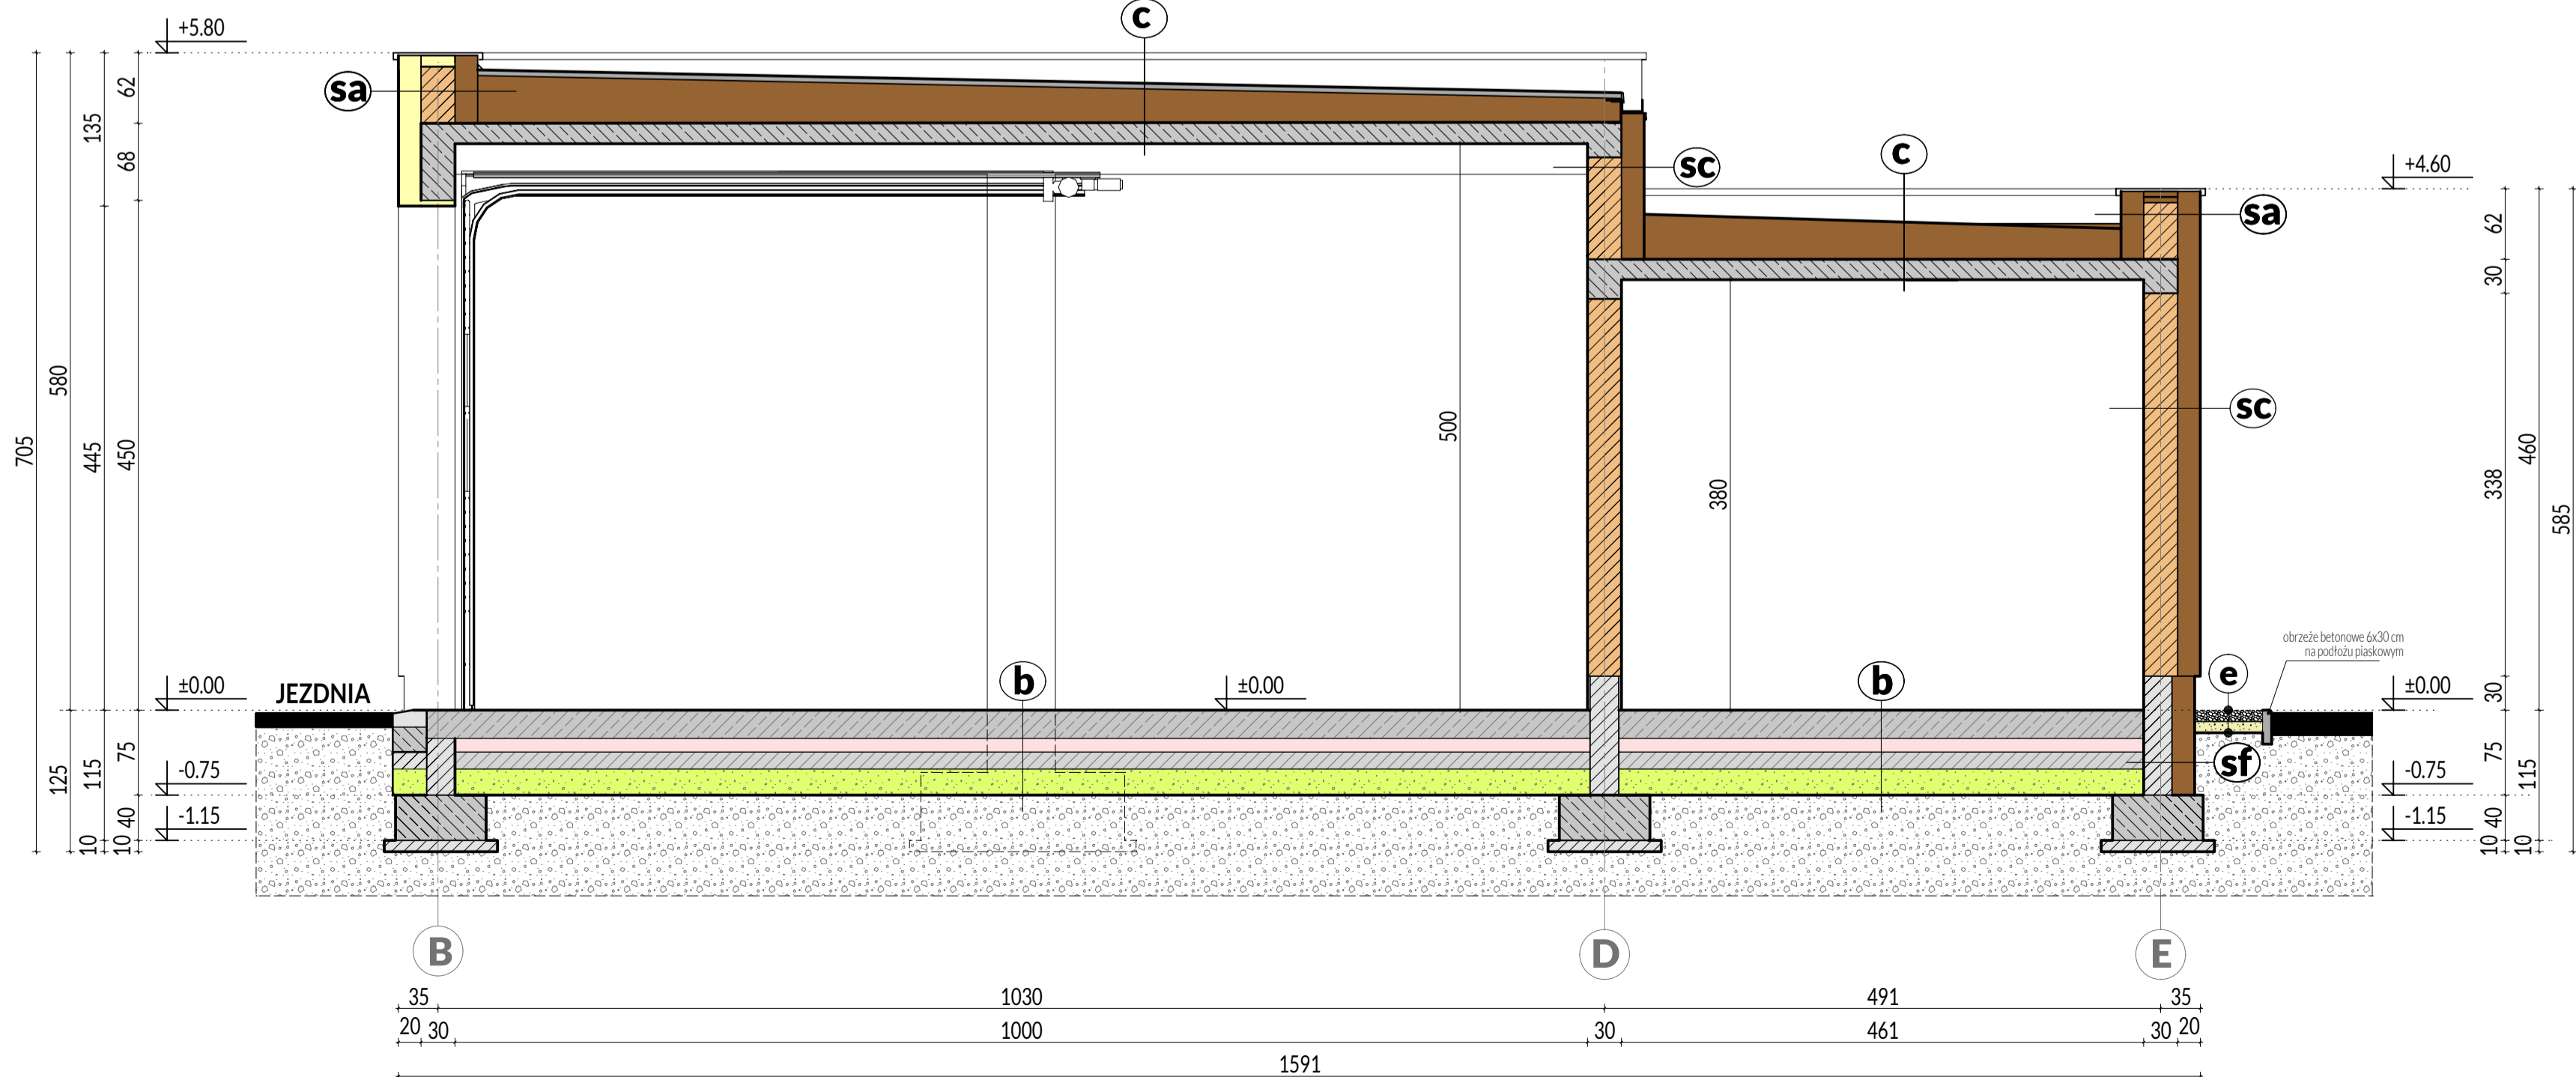 c
+5.80
sa
62
135
68
sc
c
+4.60
sa
62
30
580
705
445
450
500
380
sc
338
460
585
obrzeże betonowe 6x30 cm
na podłożu piaskowym
JEZDNIA
±0.00
b
±0.00
b
e
±0.00
30
125
115
75
-0.75
sf
-0.75
75
115
10
10 40
-1.15
-1.15
10 40
10
B
D
E
35
1030
491
35
20
30
1000
30
461
30
20
1591